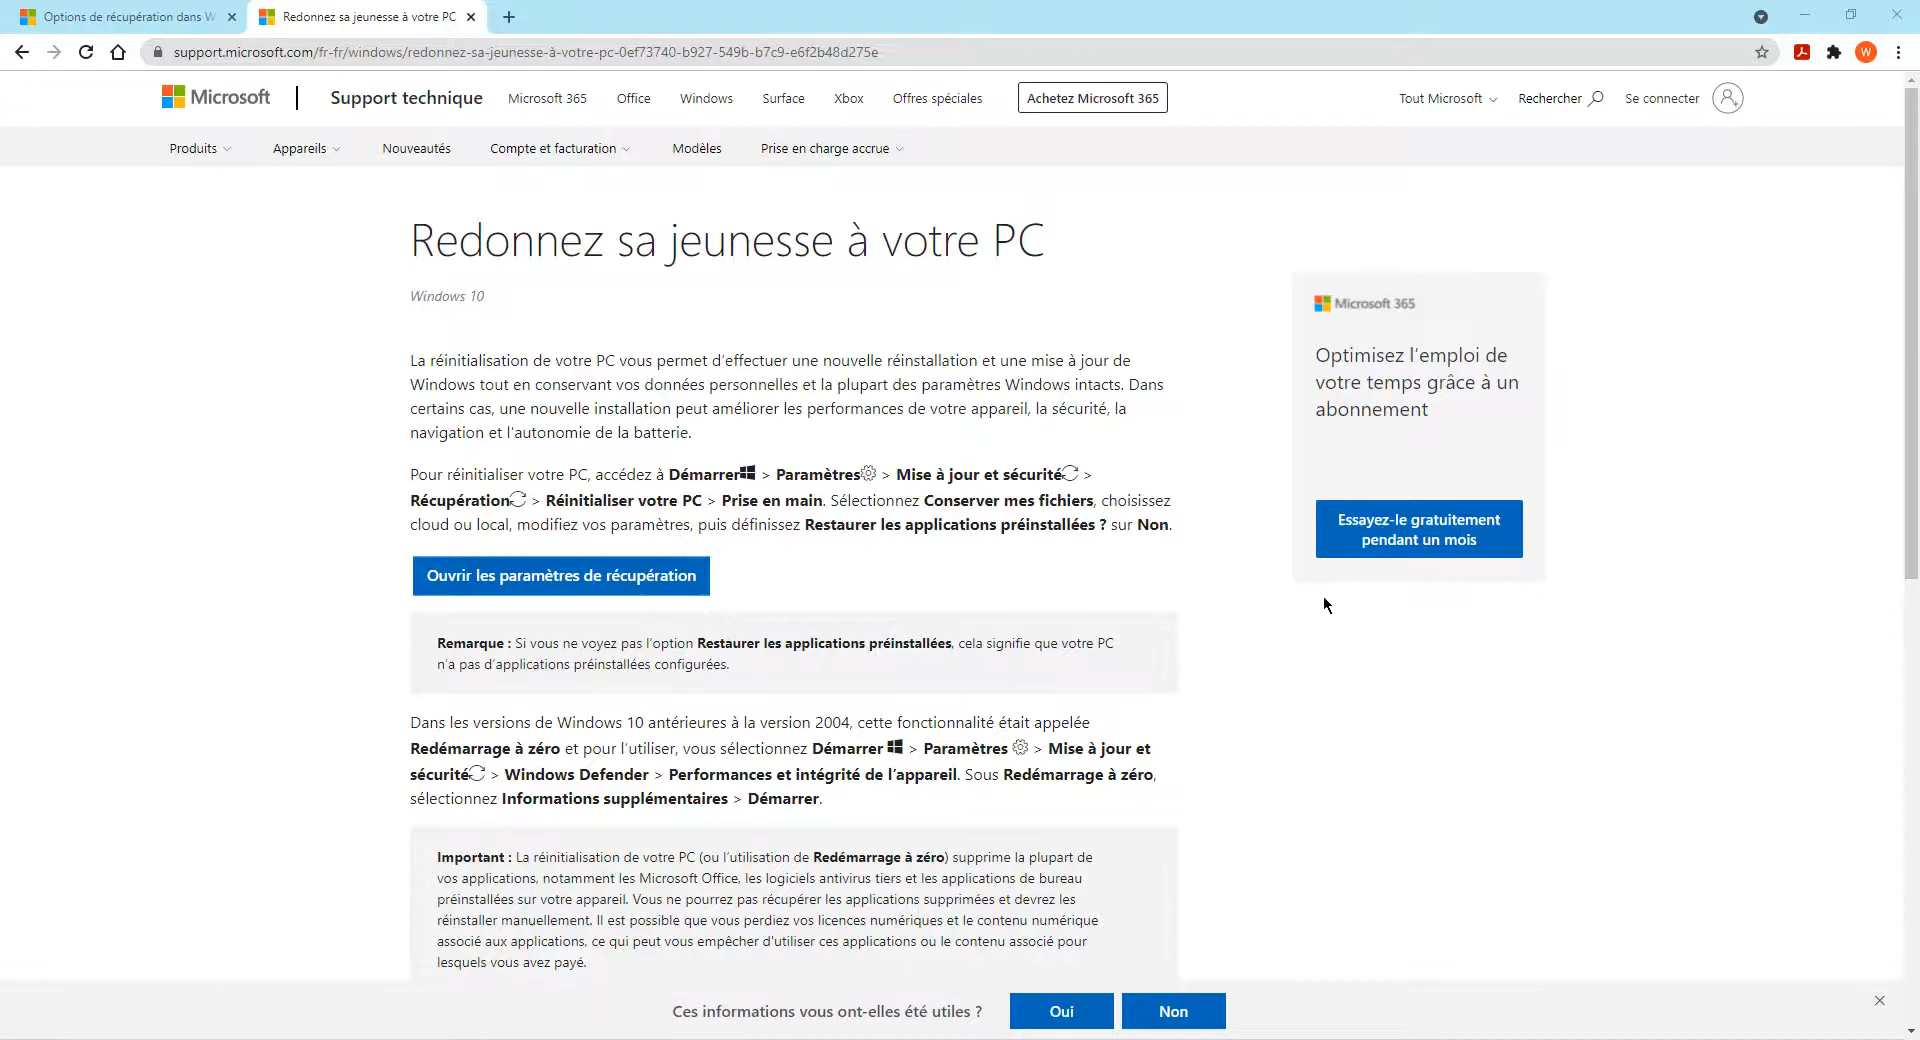 Options de récupération dans W
Redonnez sa jeunesse à votre PC
support.microsoft.com/fr-fr/windows/redonnez-sa-jeunesse-à-votre-pc-0ef73740-b927-549b-b7c9-e6f2b48d275e
W
Microsoft
Support technique
Microsoft 365
Office
Windows
Surface
Xbox
Offres spéciales
Achetez Microsoft 365
Tout Microsoft
Rechercher
Se connecter
Produits
Appareils
Nouveautés
Compte et facturation
Modèles
Prise en charge accrue
Redonnez sa jeunesse à votre PC
Windows 10
La réinitialisation de votre PC vous permet d’effectuer une nouvelle réinstallation et une mise à jour de
Windows tout en conservant vos données personnelles et la plupart des paramètres Windows intacts. Dans
certains cas, une nouvelle installation peut améliorer les performances de votre appareil, la sécurité, la
navigation et l'autonomie de la batterie.
Pour réinitialiser votre PC, accédez à Démarrer > Paramètres > Mise à jour et sécurité >
Récupération > Réinitialiser votre PC > Prise en main. Sélectionnez Conserver mes fichiers, choisissez
cloud ou local, modifiez vos paramètres, puis définissez Restaurer les applications préinstallées ? sur Non.
Ouvrir les paramètres de récupération
Remarque : Si vous ne voyez pas l’option Restaurer les applications préinstallées, cela signifie que votre PC
n’a pas d’applications préinstallées configurées.
Dans les versions de Windows 10 antérieures à la version 2004, cette fonctionnalité était appelée
Redémarrage à zéro et pour l’utiliser, vous sélectionnez Démarrer > Paramètres > Mise à jour et
sécurité > Windows Defender > Performances et intégrité de l’appareil. Sous Redémarrage à zéro,
sélectionnez Informations supplémentaires > Démarrer.
Important : La réinitialisation de votre PC (ou l’utilisation de Redémarrage à zéro) supprime la plupart de
vos applications, notamment les Microsoft Office, les logiciels antivirus tiers et les applications de bureau
préinstallées sur votre appareil. Vous ne pourrez pas récupérer les applications supprimées et devrez les
réinstaller manuellement. Il est possible que vous perdiez vos licences numériques et le contenu numérique
associé aux applications, ce qui peut vous empêcher d'utiliser ces applications ou le contenu associé pour
lesquels vous avez payé.
Microsoft 365
Optimisez l’emploi de
votre temps grâce à un
abonnement
Essayez-le gratuitement
pendant un mois
Ces informations vous ont-elles été utiles ?
Oui
Non